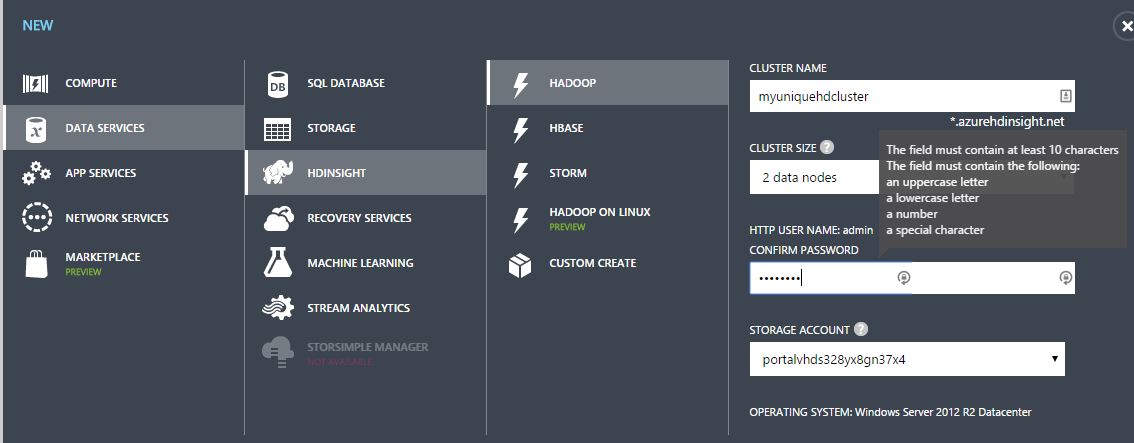 NEW
COMPUTE
DATA SERVICES
APP SERVICES
NETWORK SERVICES
MARKETPLACE
PREVIEW
DB
SQL DATABASE
STORAGE
HDINSIGHT
RECOVERY SERVICES
MACHINE LEARNING
STREAM ANALYTICS
STORSIMPLE MANAGER
NOT AVAILABLE
HADOOP
HBASE
STORM
HADOOP ON LINUX
PREVIEW
CUSTOM CREATE
CLUSTER NAME
myuniquehdcluster
*.azurehdinsight.net
CLUSTER SIZE ?
2 data nodes
The field must contain at least 10 characters
The field must contain the following:
an uppercase letter
a lowercase letter
a number
a special character
HTTP USER NAME: admin
CONFIRM PASSWORD
••••••••
STORAGE ACCOUNT ?
portalvhds328yx8gn37x4
OPERATING SYSTEM: Windows Server 2012 R2 Datacenter